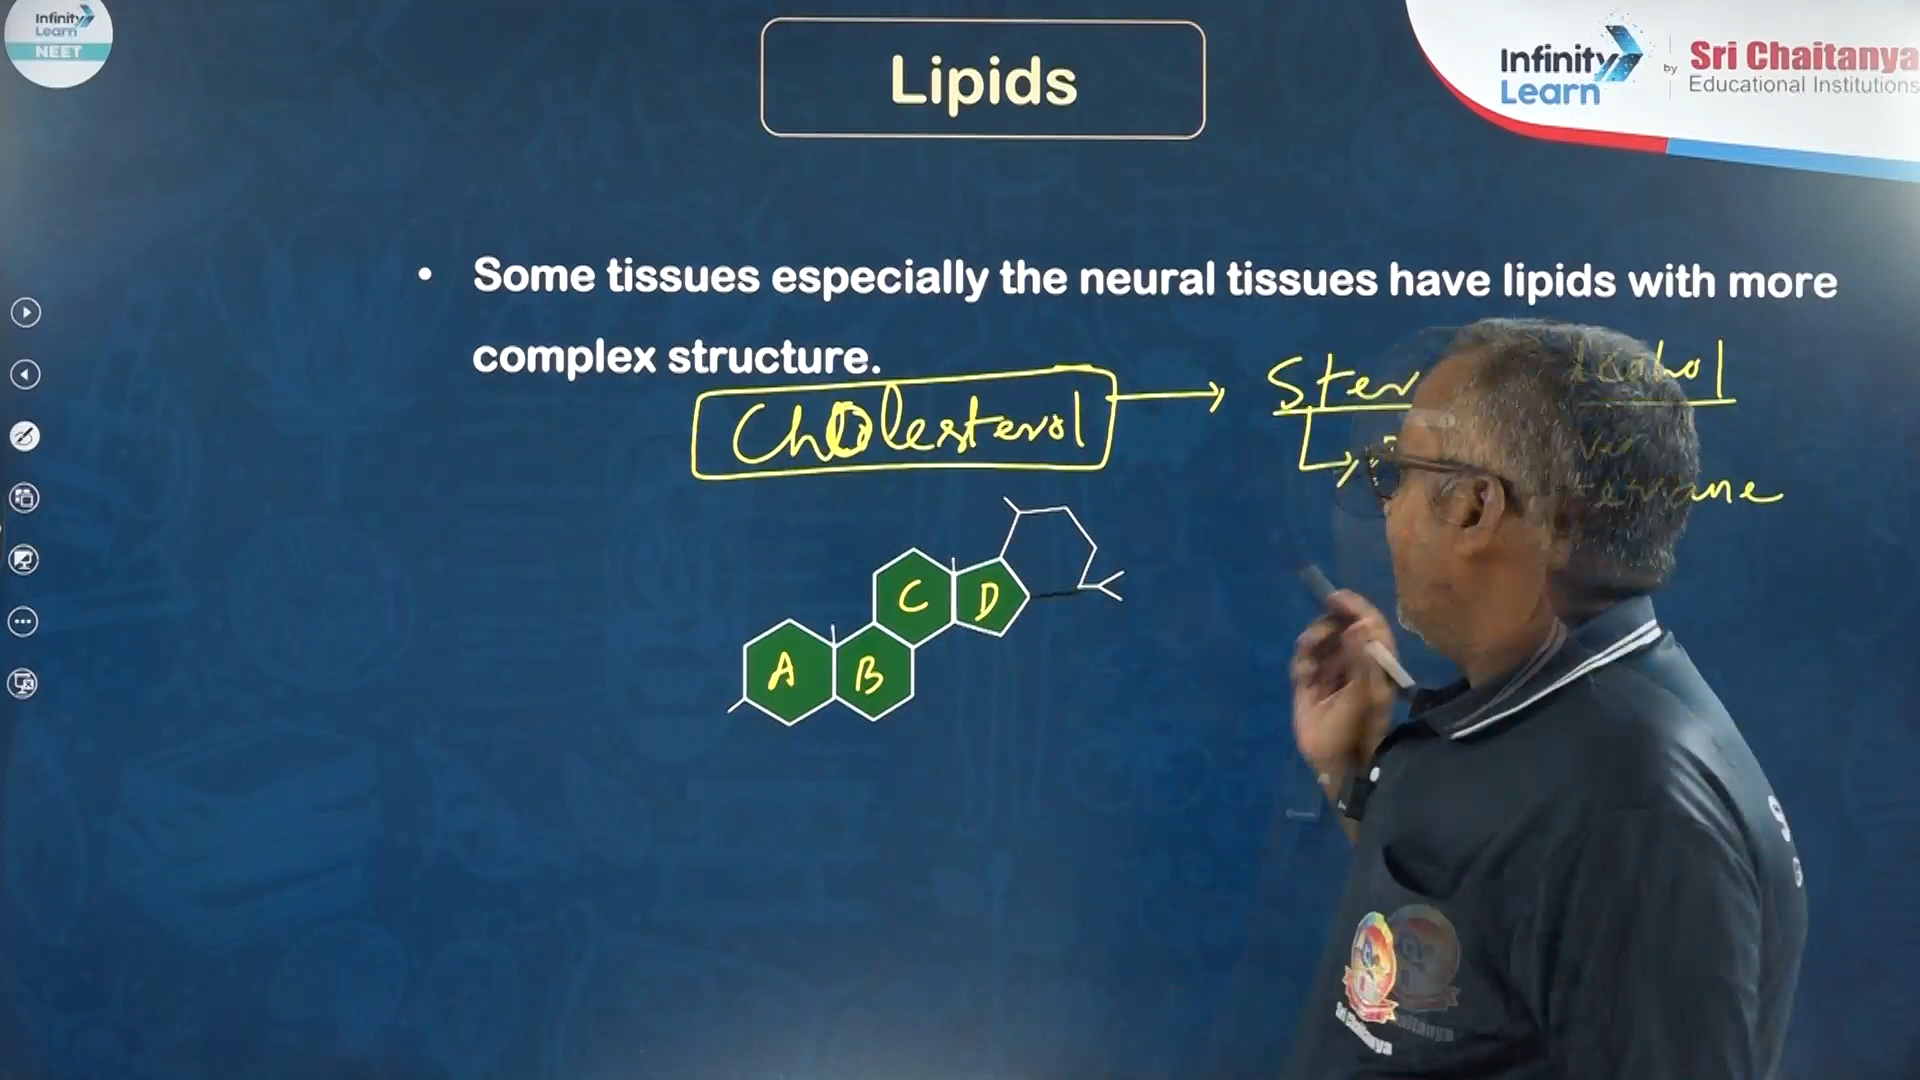 Infinity
Learn
NEET
Lipids
Infinity
Learn
by
Sri Chaitanya
Educational Institutions
• Some tissues especially the neural tissues have lipids with more
complex structure.
Cholesterol → Ster
A
B
C
D